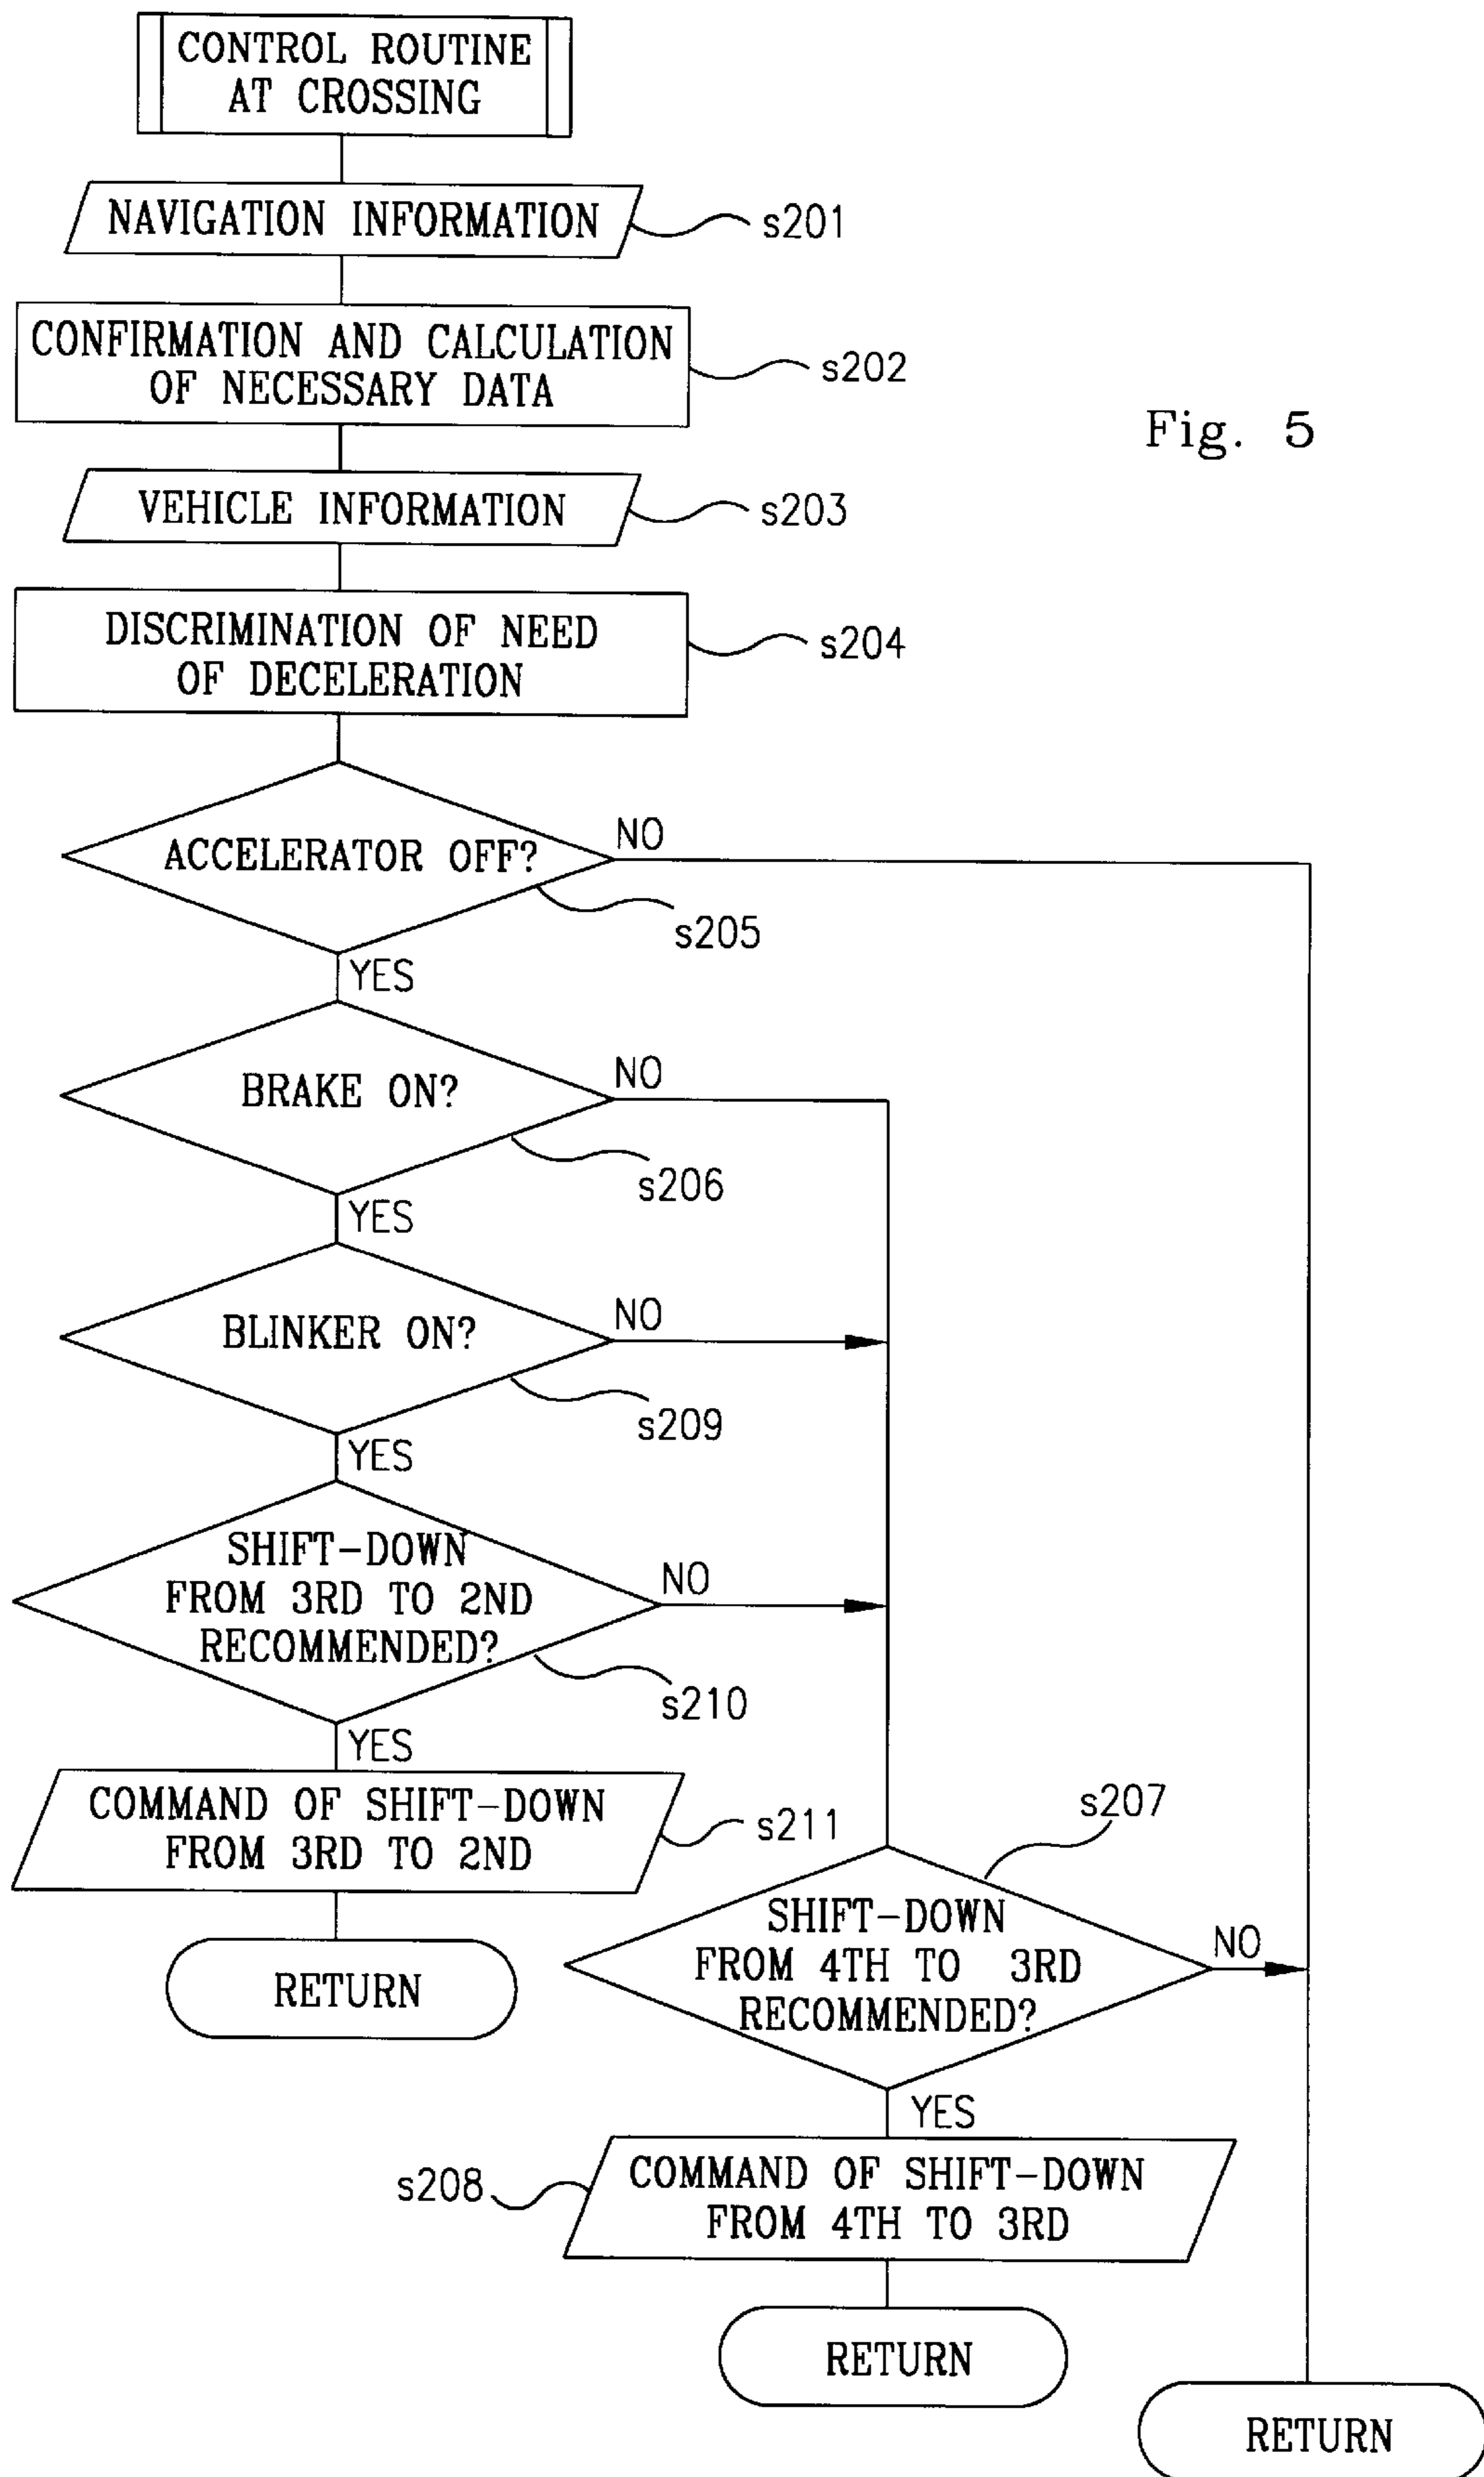 CONTROL ROUTINE
AT CROSSING
NAVIGATION INFORMATION
s201
CONFIRMATION AND CALCULATION
OF NECESSARY DATA
s202
Fig. 5
VEHICLE INFORMATION
s203
DISCRIMINATION OF NEED
OF DECELERATION
s204
ACCELERATOR OFF?
NO
s205
YES
BRAKE ON?
NO
s206
YES
BLINKER ON?
NO
s209
YES
SHIFT-DOWN
FROM 3RD TO 2ND
RECOMMENDED?
NO
s210
YES
COMMAND OF SHIFT-DOWN
FROM 3RD TO 2ND
s211
RETURN
s207
SHIFT-DOWN
FROM 4TH TO 3RD
RECOMMENDED?
NO
YES
s208
COMMAND OF SHIFT-DOWN
FROM 4TH TO 3RD
RETURN
RETURN